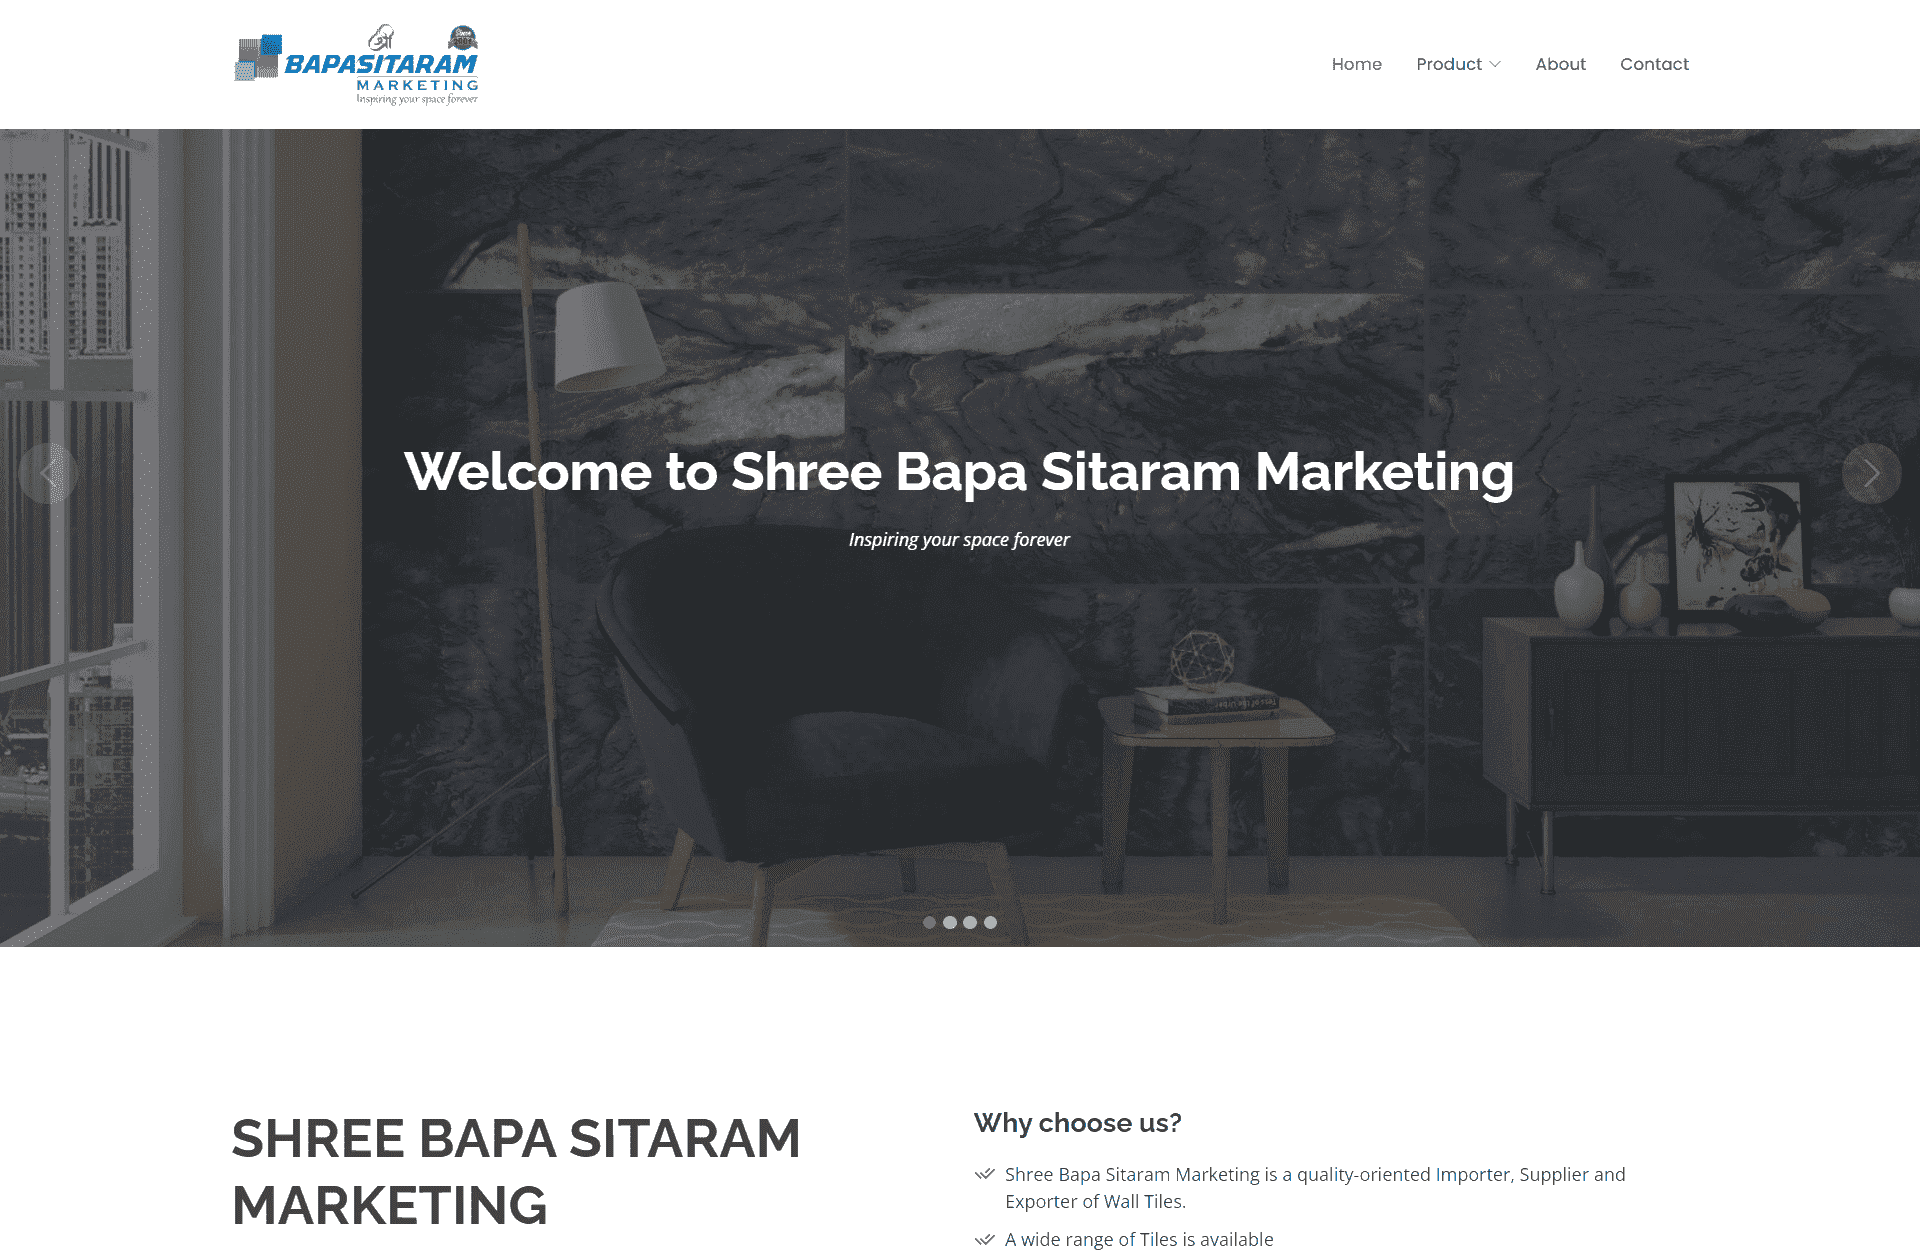 श्री
Since
BAPASITARAM
MARKETING
Inspiring your space forever
Home
Product
About
Contact
Welcome to Shree Bapa Sitaram Marketing
Inspiring your space forever
SHREE BAPA SITARAM
MARKETING
Why choose us?
Shree Bapa Sitaram Marketing is a quality-oriented Importer, Supplier and
Exporter of Wall Tiles.
A wide range of Tiles is available